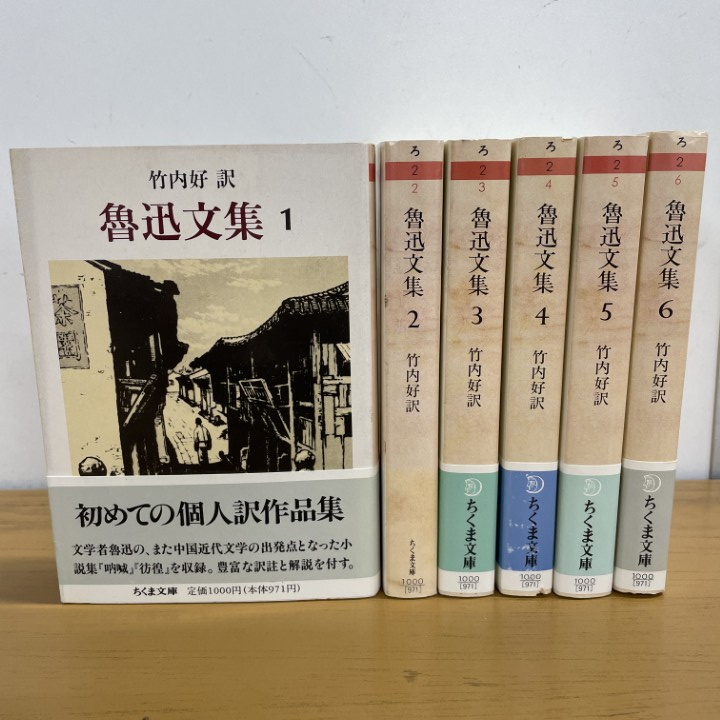 竹内好 訳
魯迅文集 1
茶園
初めての個人訳作品集
文学者魯迅の、また中国近代文学の出発点となった小
説集『吶喊』『彷徨』を収録。豊富な訳註と解説を付す。
ちくま文庫 定価1000円(本体971円)
ろ
2
2
魯迅文集 2
竹内好訳
ちくま文庫
1000
[971]
ろ
2
3
魯迅文集 3
竹内好訳
ちくま文庫
1000
[971]
ろ
2
4
魯迅文集 4
竹内好訳
ちくま文庫
1000
[971]
ろ
2
5
魯迅文集 5
竹内好訳
ちくま文庫
1000
[971]
ろ
2
6
魯迅文集 6
竹内好訳
ちくま文庫
1000
[971]